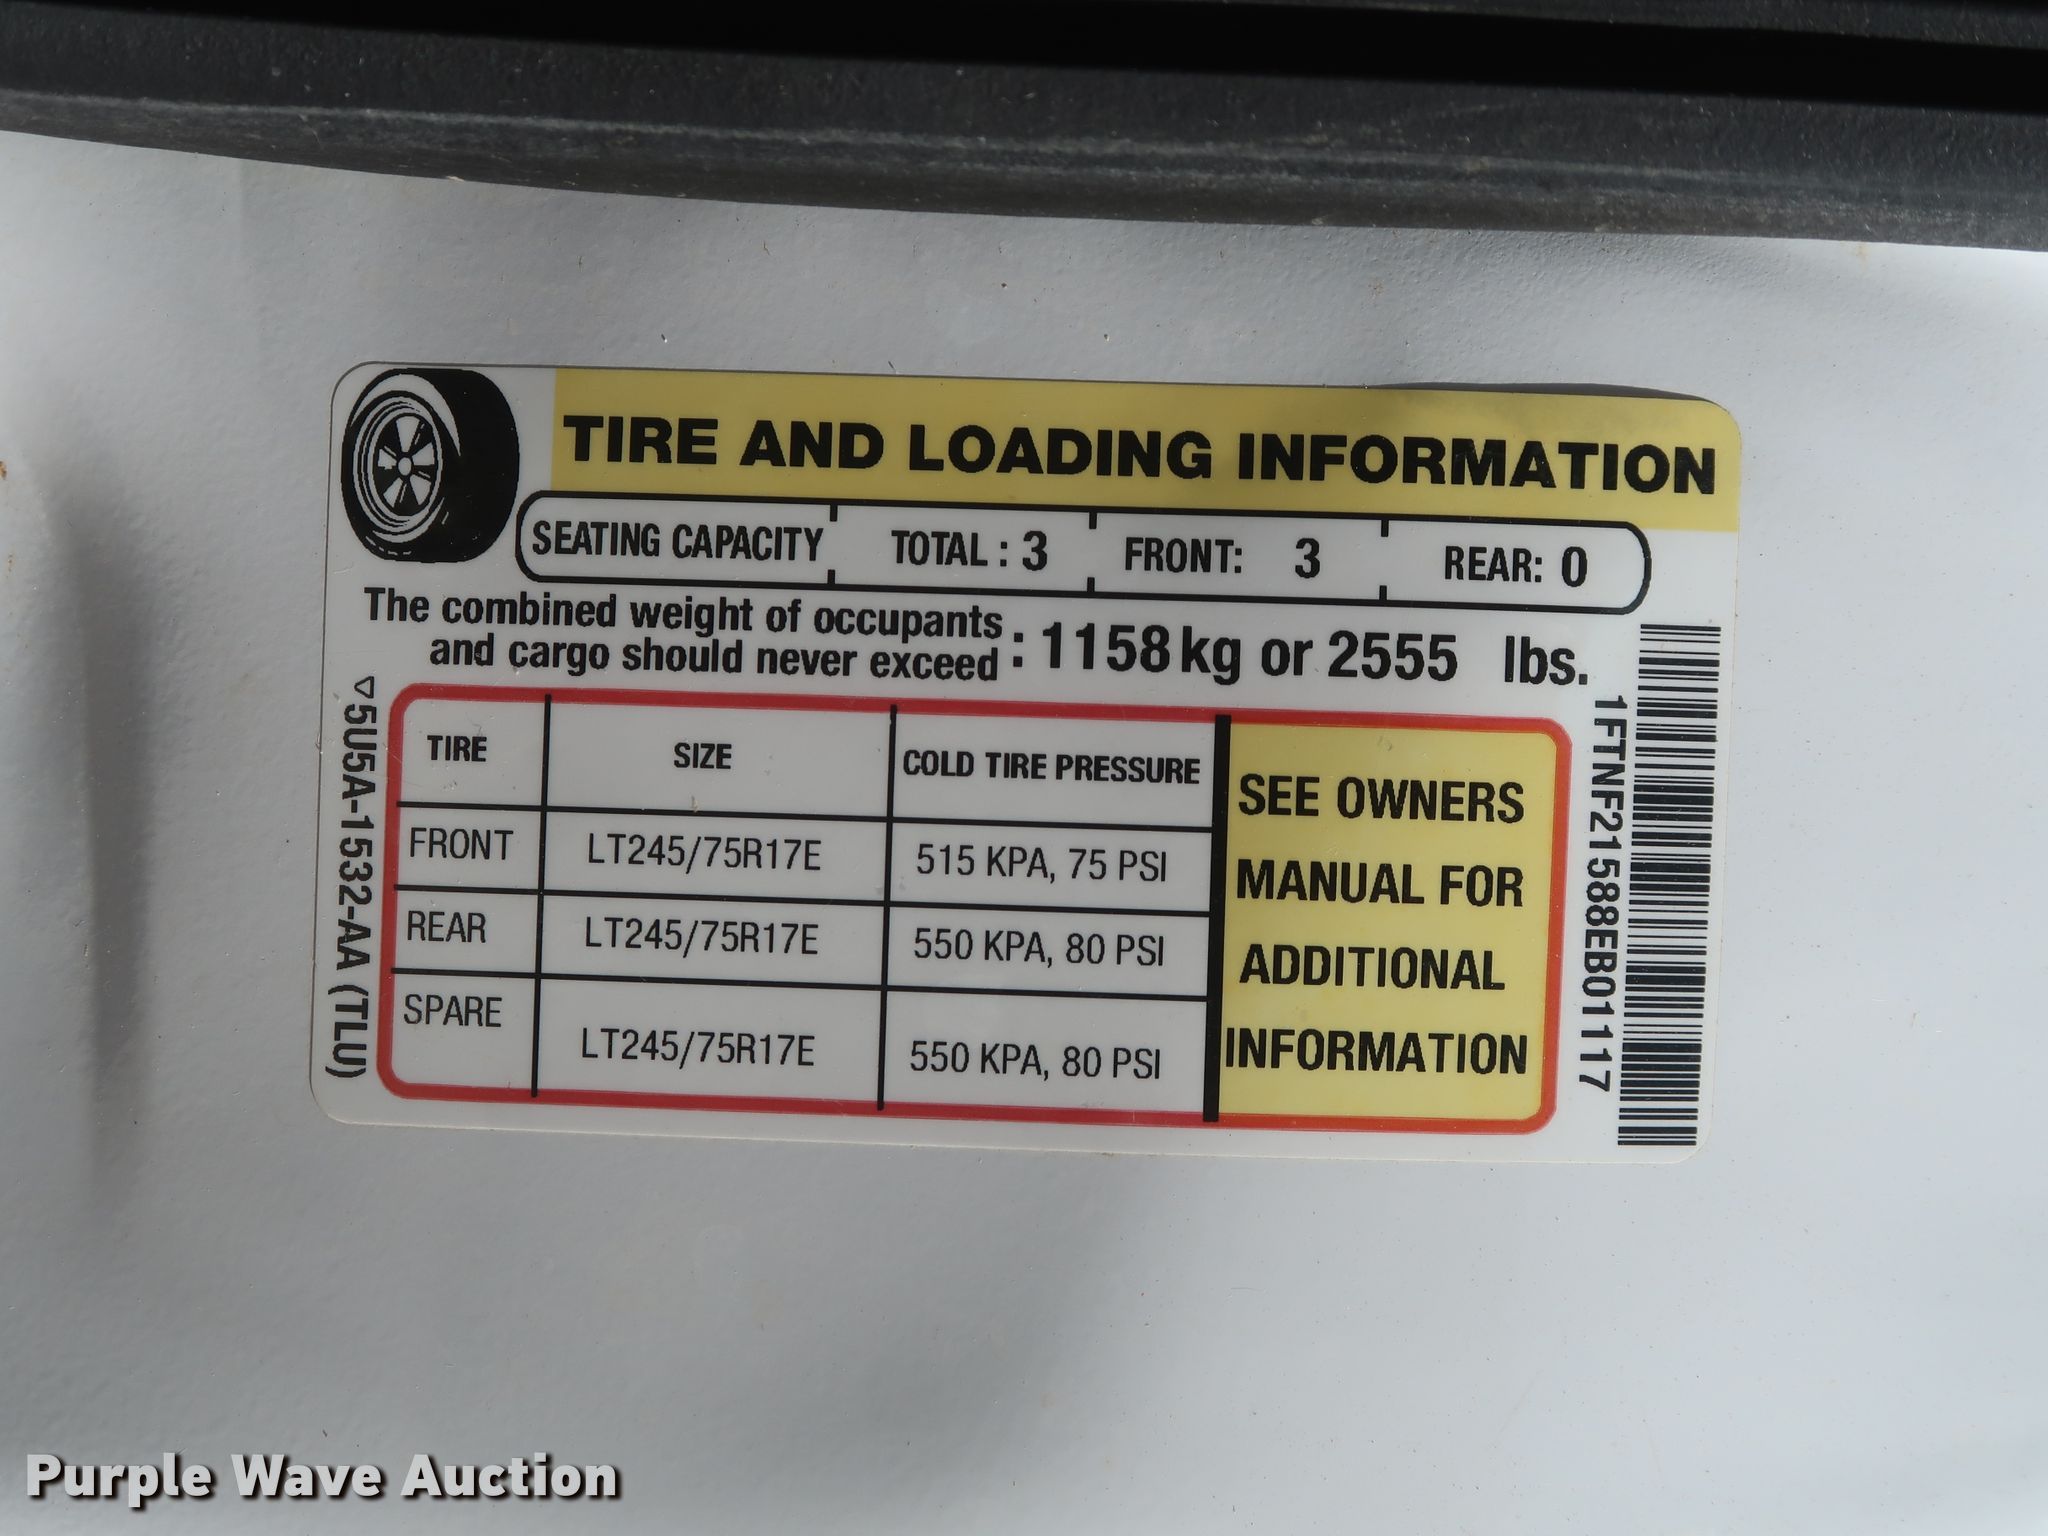 TIRE AND LOADING INFORMATION
SEATING CAPACITY TOTAL : 3 FRONT: 3 REAR: 0
The combined weight of occupants
and cargo should never exceed : 1158 kg or 2555 lbs.
TIRE SIZE COLD TIRE PRESSURE
FRONT LT245/75R17E 515 KPA, 75 PSI
REAR LT245/75R17E 550 KPA, 80 PSI
SPARE LT245/75R17E 550 KPA, 80 PSI
SEE OWNERS
MANUAL FOR
ADDITIONAL
INFORMATION
5U5A-1532-AA (TLU)
1FTNF21588EB01117
Purple Wave Auction